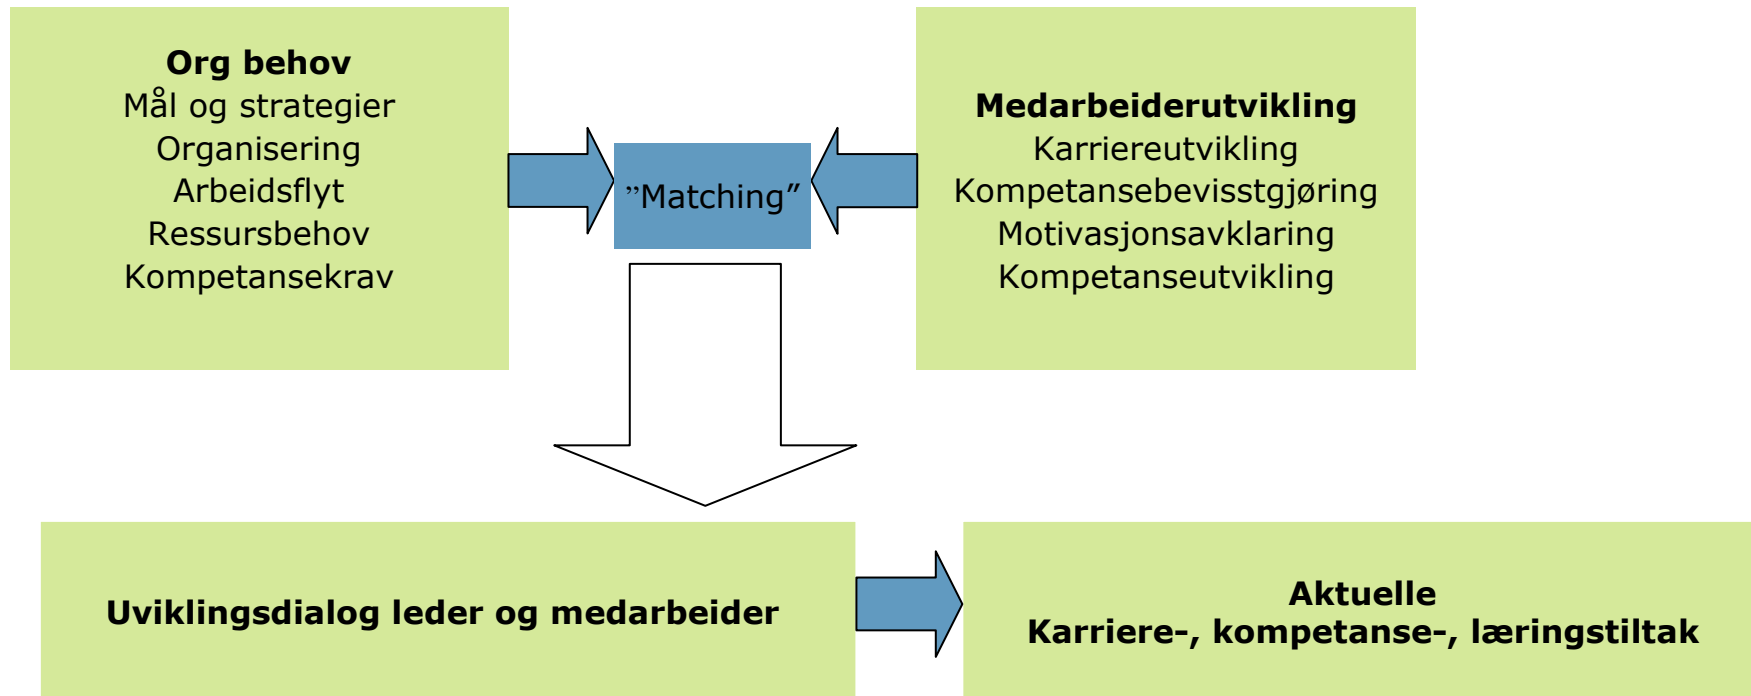 Org behov
Mål og strategier
Organisering
Arbeidsflyt
Ressursbehov
Kompetansekrav
”Matching”
Medarbeiderutvikling
Karriereutvikling
Kompetansebevisstgjøring
Motivasjonsavklaring
Kompetanseutvikling
Uviklingsdialog leder og medarbeider
Aktuelle
Karriere-, kompetanse-, læringstiltak